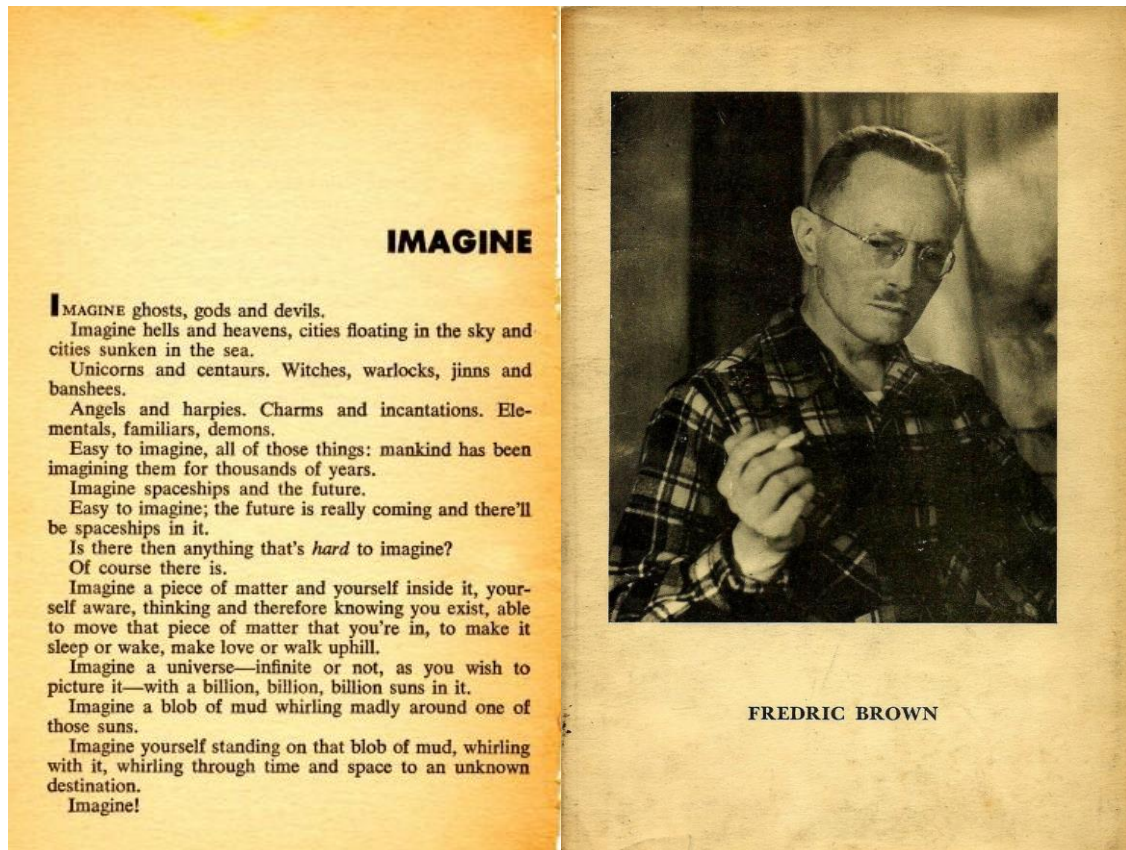 IMAGINE
IMAGINE ghosts, gods and devils.
Imagine hells and heavens, cities floating in the sky and
cities sunken in the sea.
Unicorns and centaurs. Witches, warlocks, jinns and
banshees.
Angels and harpies. Charms and incantations. Ele-
mentals, familiars, demons.
Easy to imagine, all of those things: mankind has been
imagining them for thousands of years.
Imagine spaceships and the future.
Easy to imagine; the future is really coming and there'll
be spaceships in it.
Is there then anything that's hard to imagine?
Of course there is.
Imagine a piece of matter and yourself inside it, your-
self aware, thinking and therefore knowing you exist, able
to move that piece of matter that you're in, to make it
sleep or wake, make love or walk uphill.
Imagine a universe—infinite or not, as you wish to
picture it—with a billion, billion, billion suns in it.
Imagine a blob of mud whirling madly around one of
those suns.
Imagine yourself standing on that blob of mud, whirling
with it, whirling through time and space to an unknown
destination.
Imagine!
FREDRIC BROWN